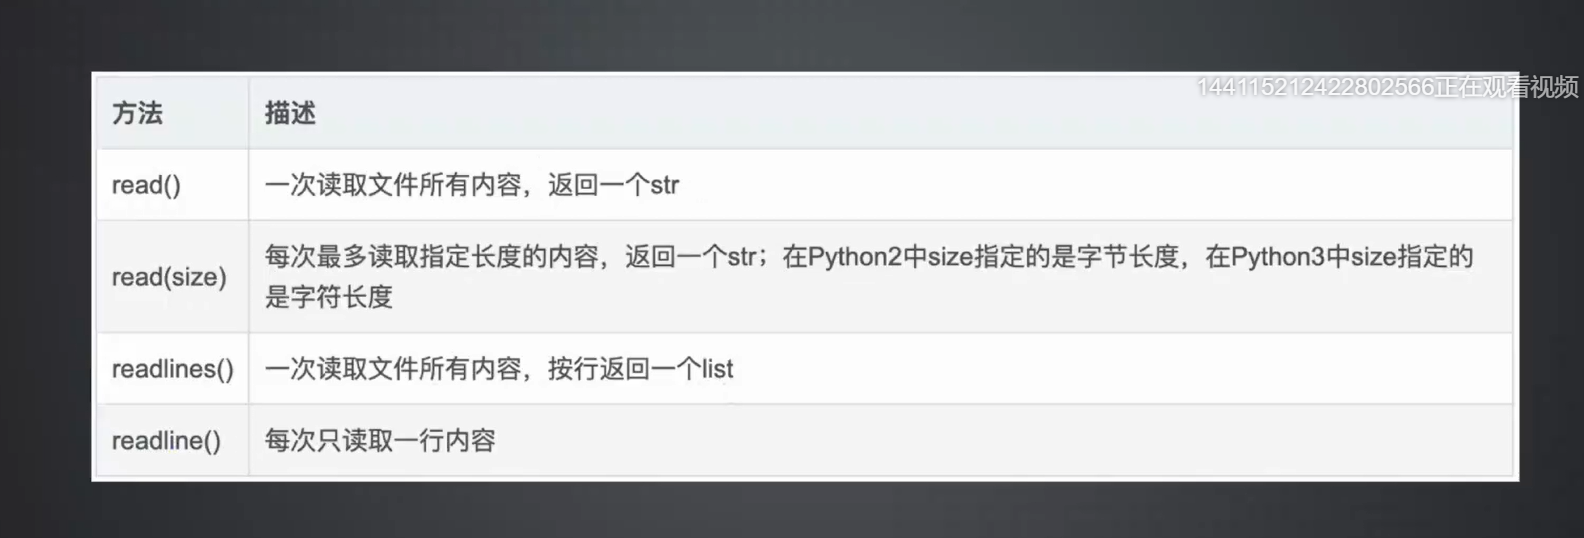 144115212422802566正在观看视频
方法 描述
read() 一次读取文件所有内容，返回一个str
read(size) 每次最多读取指定长度的内容，返回一个str；在Python2中size指定的是字节长度，在Python3中size指定的
是字符长度
readlines() 一次读取文件所有内容，按行返回一个list
readline() 每次只读取一行内容